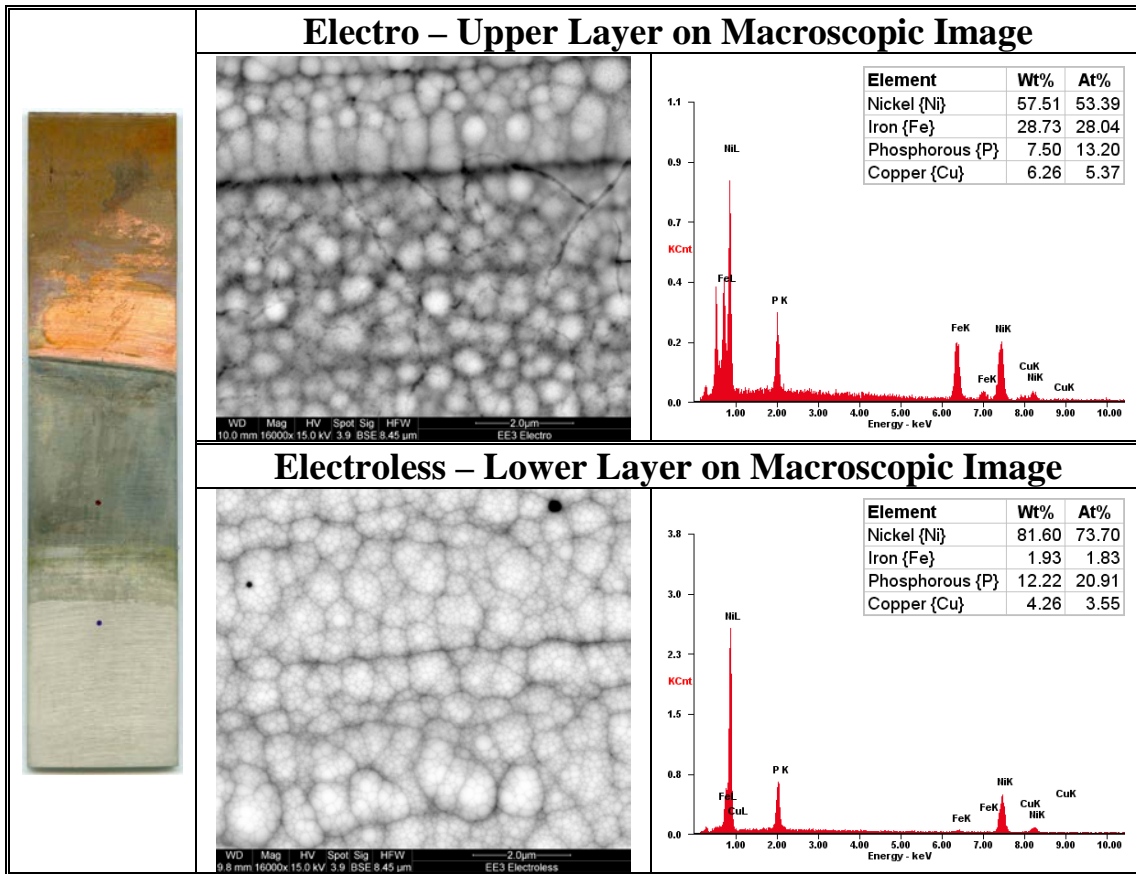 Electro – Upper Layer on Macroscopic Image
WD Mag HV Spot Sig HFW
10.0 mm 16000x 15.0 kV 3.9 BSE 8.45 µm
2.0µm
EE3 Electro
Element Wt% At%
Nickel {Ni} 57.51 53.39
Iron {Fe} 28.73 28.04
Phosphorous {P} 7.50 13.20
Copper {Cu} 6.26 5.37
1.1
0.9
0.7
KCnt
0.4
0.2
0.0
NiL
FeL
P K
FeK
FeK
NiK
CuK
NiK
CuK
1.00 2.00 3.00 4.00 5.00 6.00 7.00 8.00 9.00 10.00
Energy - keV
Electroless – Lower Layer on Macroscopic Image
WD Mag HV Spot Sig HFW
9.8 mm 16000x 15.0 kV 3.9 BSE 8.45 µm
2.0µm
EE3 Electroless
Element Wt% At%
Nickel {Ni} 81.60 73.70
Iron {Fe} 1.93 1.83
Phosphorous {P} 12.22 20.91
Copper {Cu} 4.26 3.55
3.8
3.0
2.3
KCnt
1.5
0.8
0.0
NiL
FeL
CuL
P K
FeK
FeK
NiK
CuK
NiK
CuK
1.00 2.00 3.00 4.00 5.00 6.00 7.00 8.00 9.00 10.00
Energy - keV